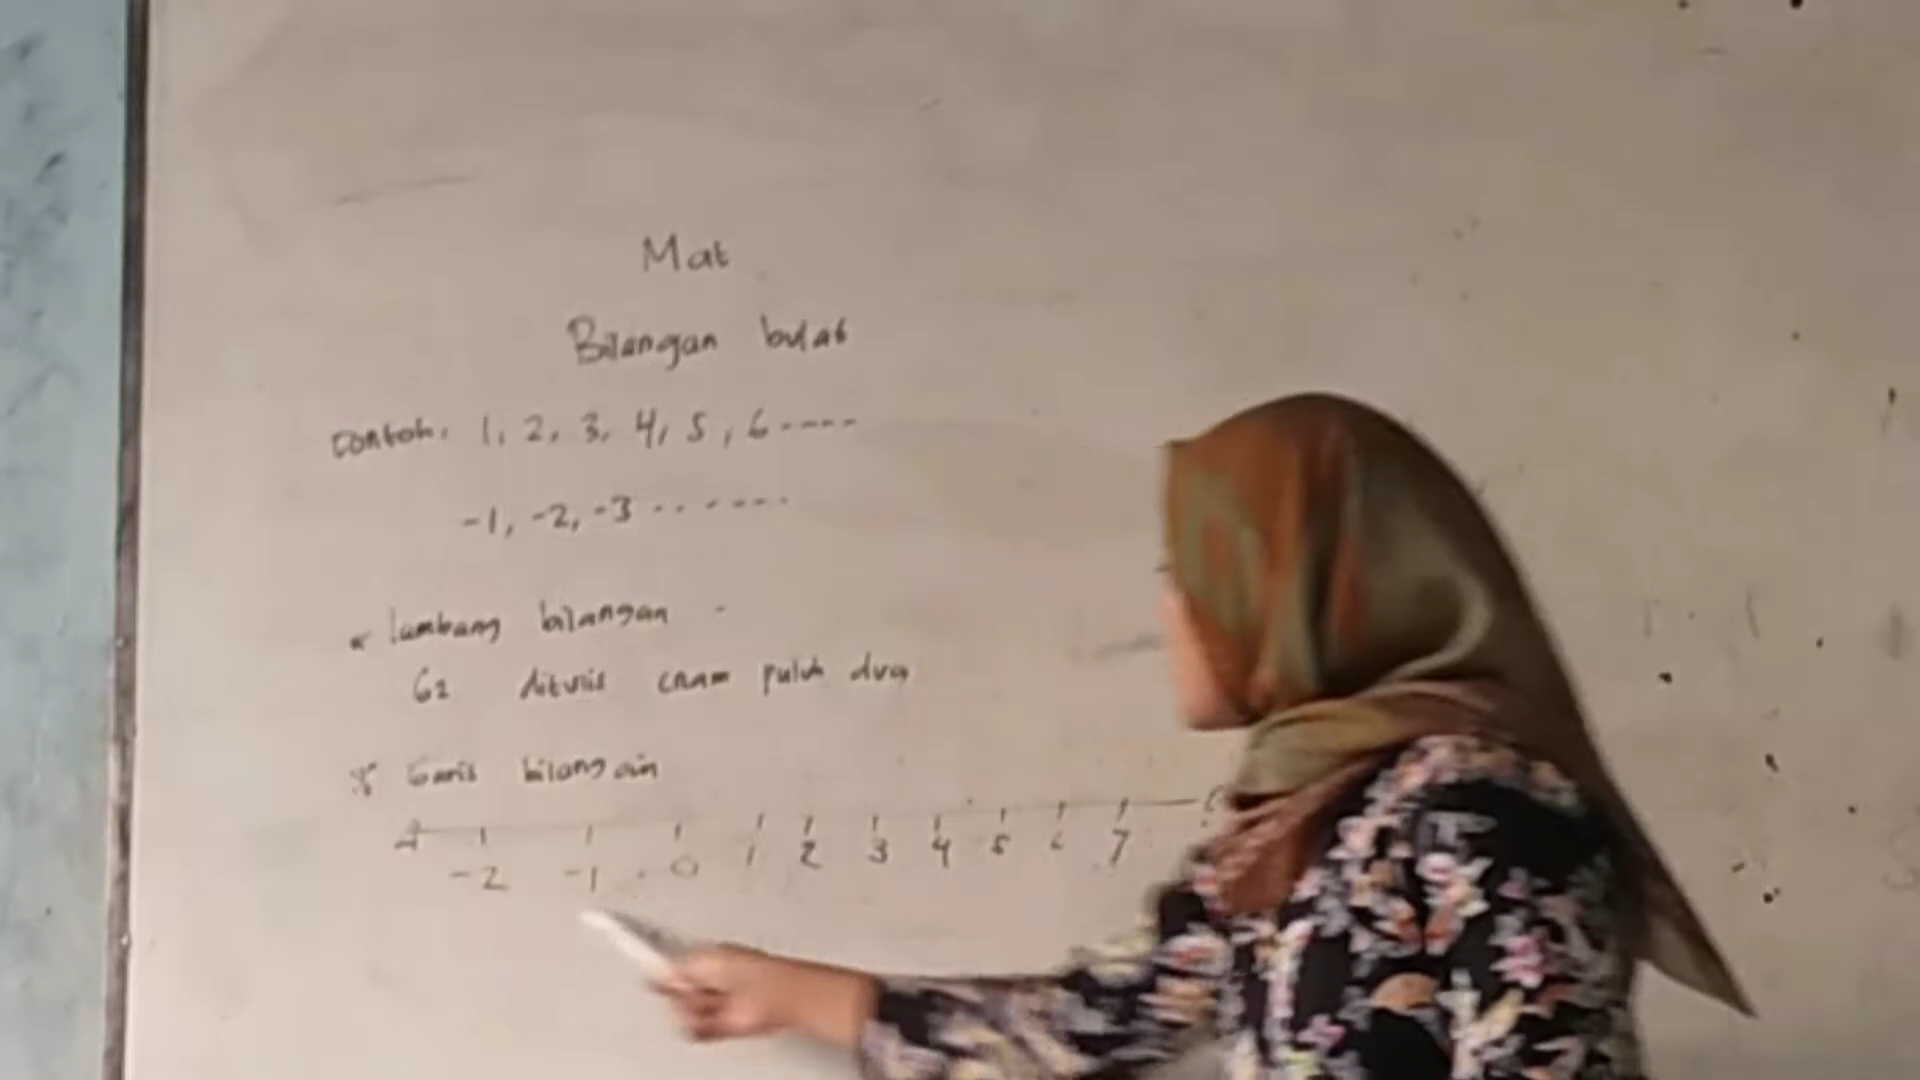 Mat
Bilangan bulat
Contoh: 1, 2, 3, 4, 5, 6 ----
-1, -2, -3 .. ----.
* lambang bilangan -
62 ditulis enam puluh dua
* Garis bilangain
-2 -1 0 1 2 3 4 5 6 7